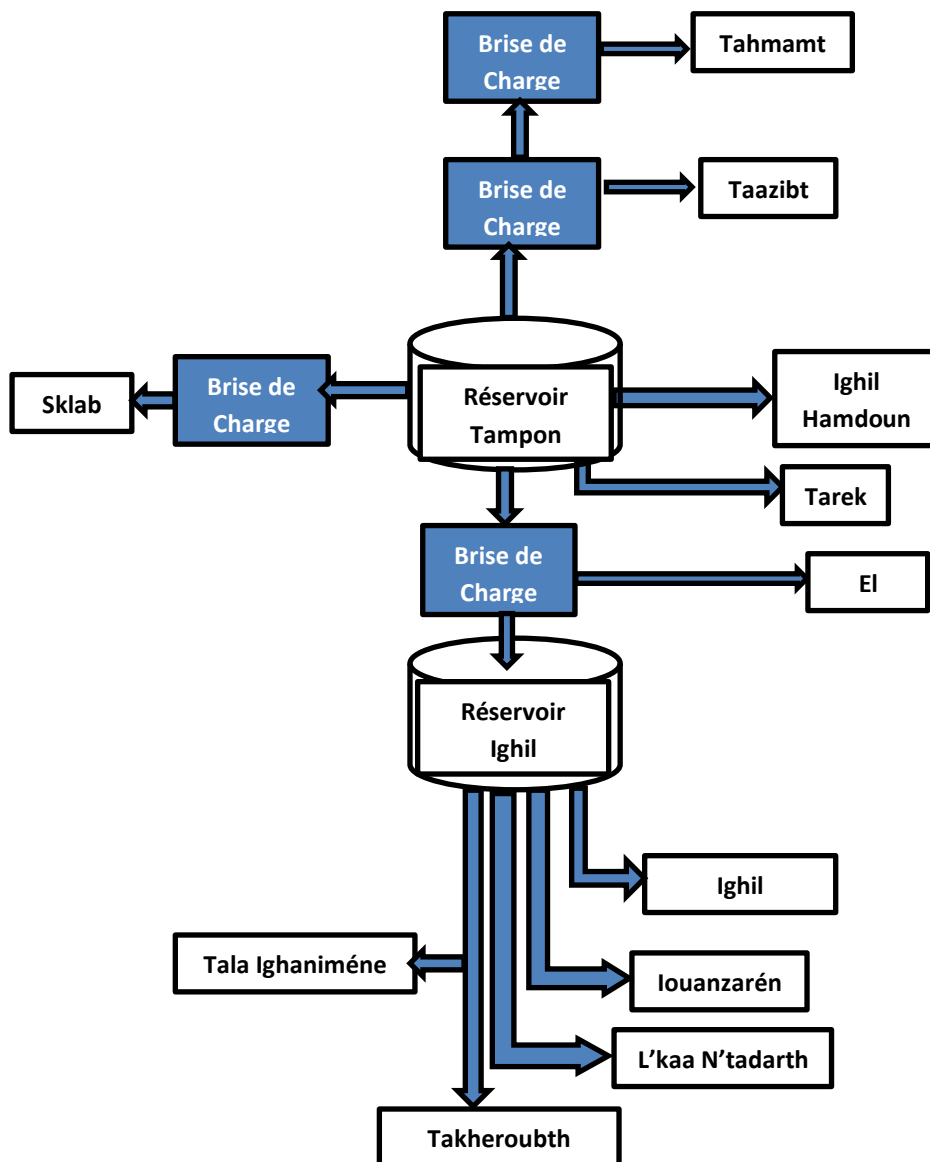 Brise de
Charge
Tahmamt
Brise de
Charge
Taazibt
Sklab
Brise de
Charge
Réservoir
Tampon
Ighil
Hamdoun
Tarek
Brise de
Charge
El
Réservoir
Ighil
Ighil
Tala Ighaniméne
Iouanzarén
L’kaa N’tadarth
Takheroubth